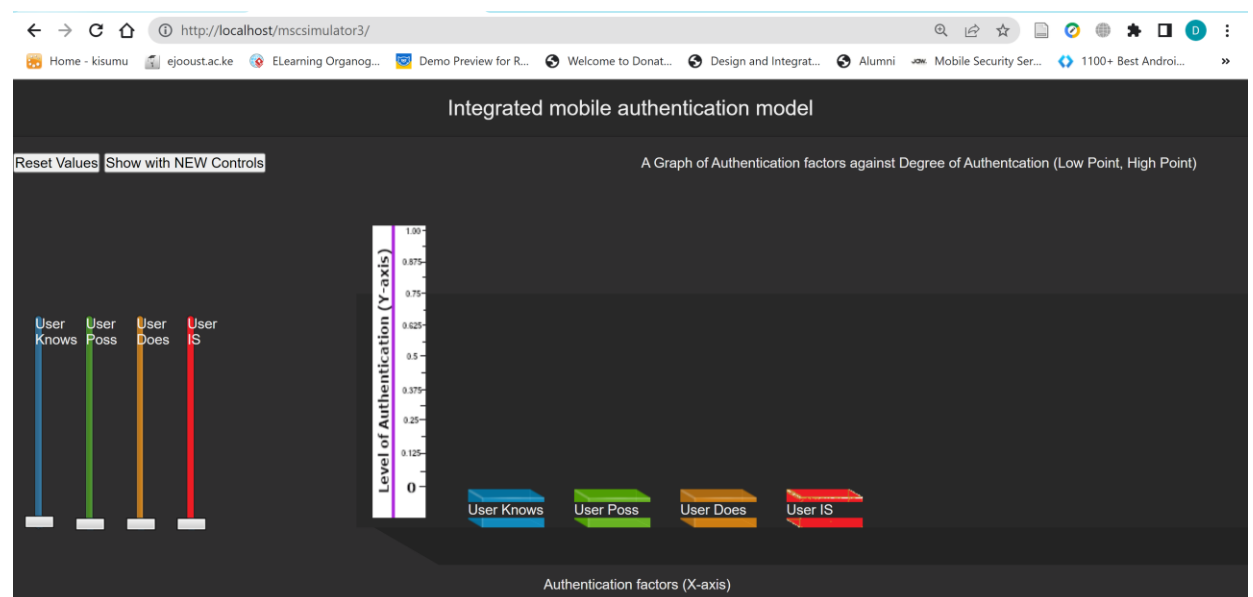 http://localhost/mscsimulator3/
D
Home - kisumu ejooust.ac.ke ELearning Organog... Demo Preview for R... Welcome to Donat... Design and Integrat... Alumni Mobile Security Ser... 1100+ Best Androi... »
Integrated mobile authentication model
Reset Values Show with NEW Controls
A Graph of Authentication factors against Degree of Authentcation (Low Point, High Point)
User Knows
User Poss
User Does
User IS
Level of Authentication (Y-axis)
1.00
0.875
0.75
0.625
0.5
0.375
0.25
0.125
0
User Knows User Poss User Does User IS
Authentication factors (X-axis)